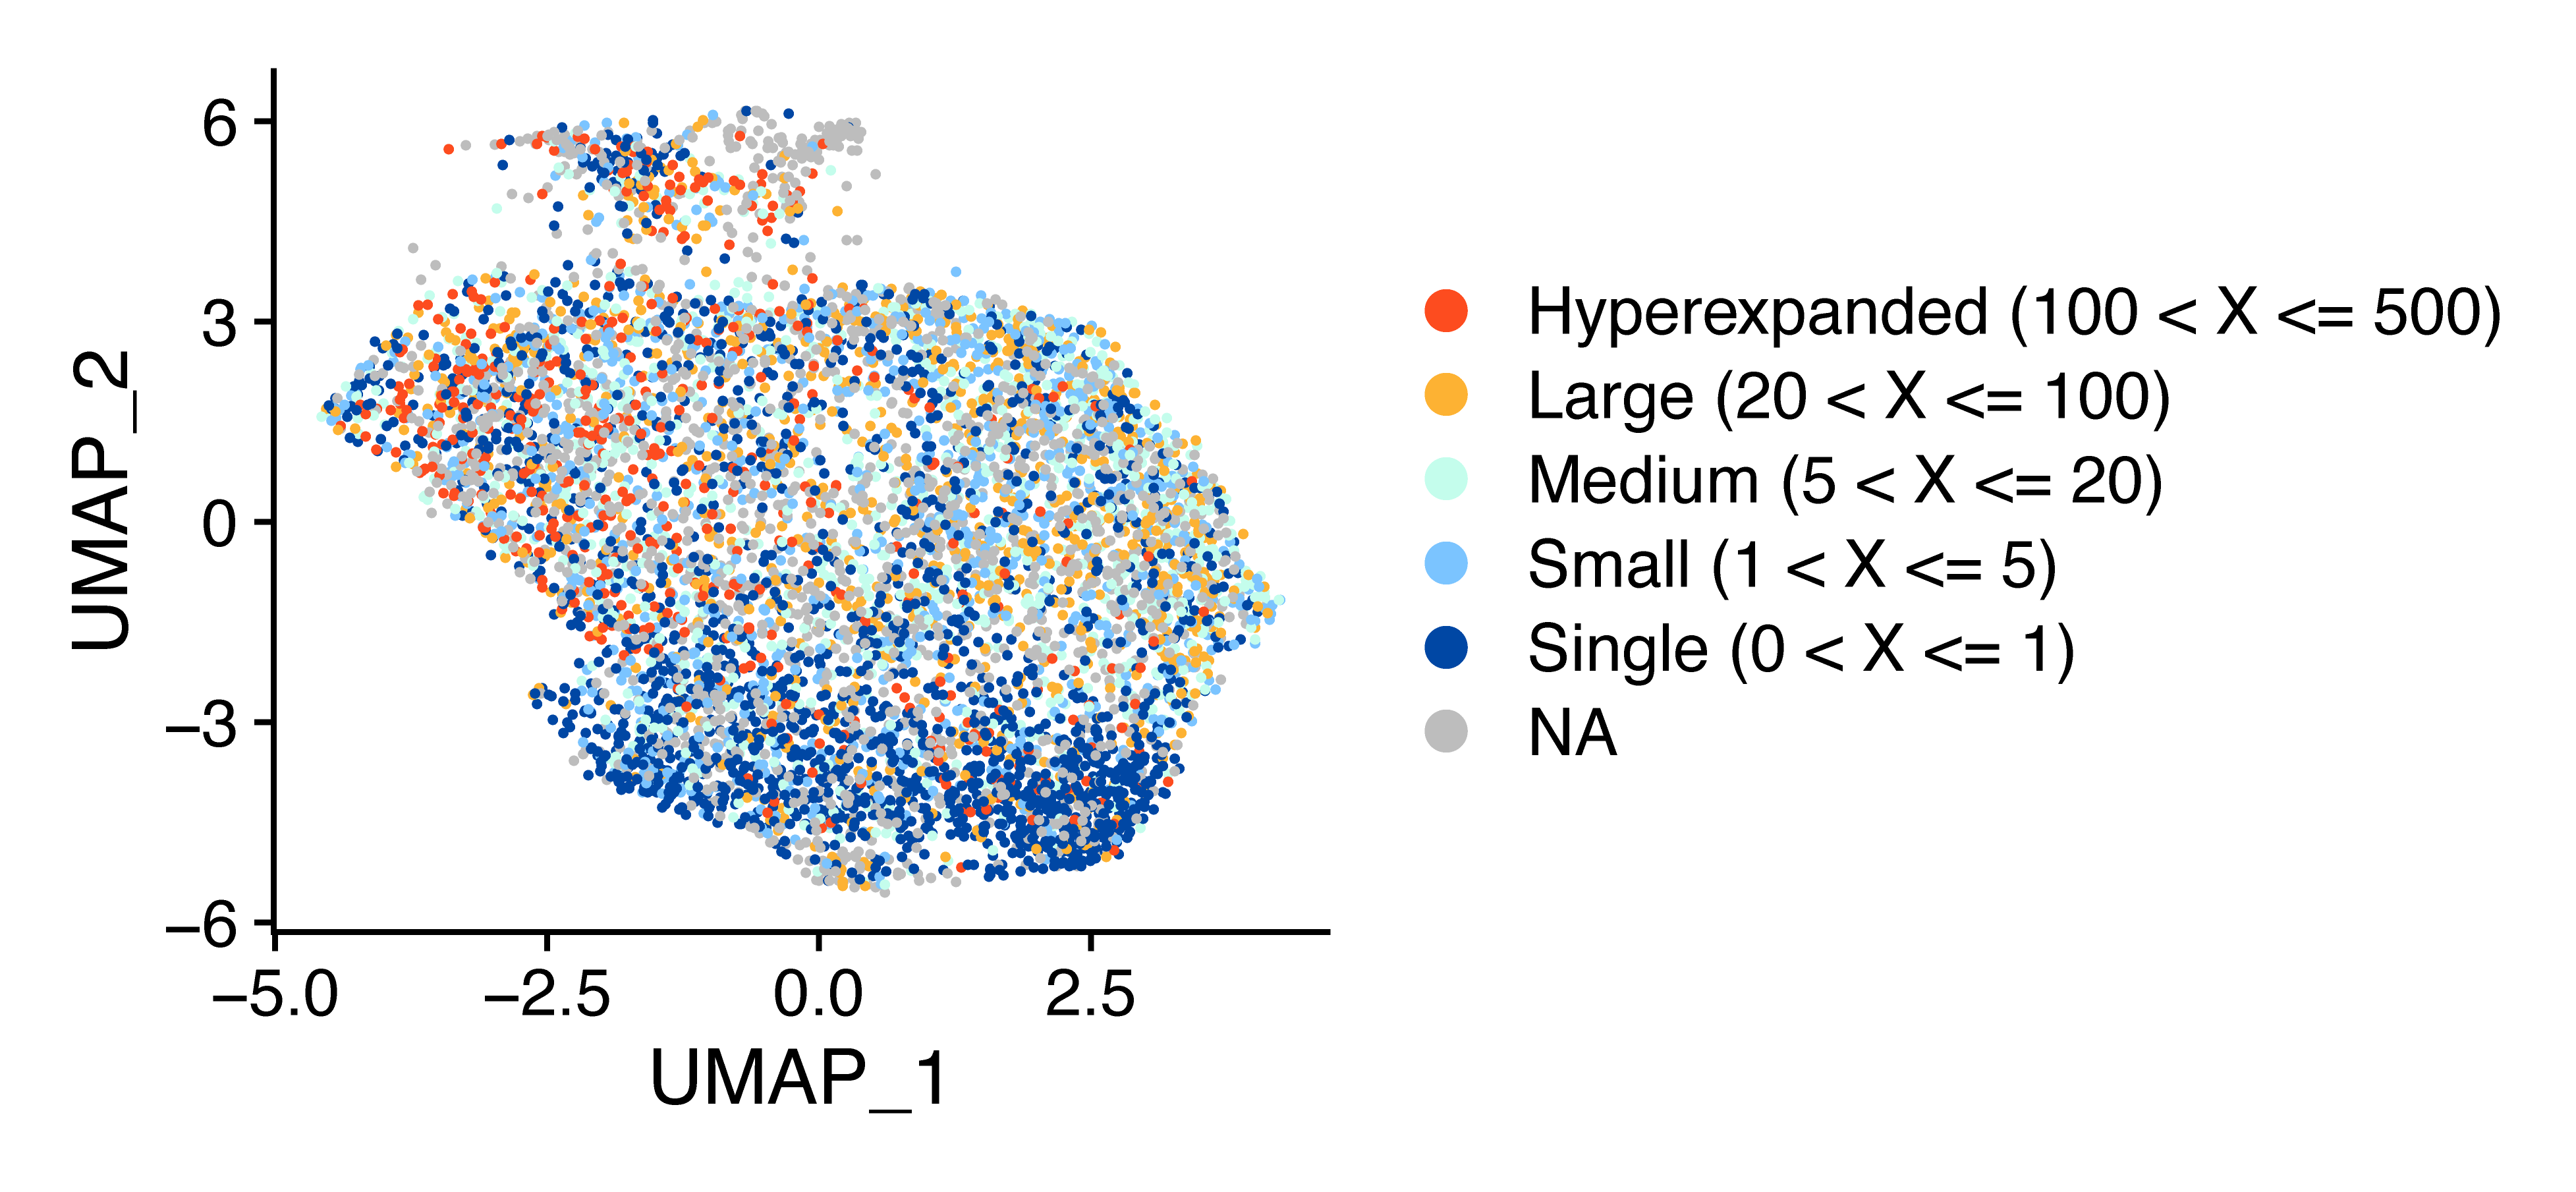 6
3
0
−3
−6
UMAP_2
−5.0
−2.5
0.0
2.5
UMAP_1
Hyperexpanded (100 < X <= 500)
Large (20 < X <= 100)
Medium (5 < X <= 20)
Small (1 < X <= 5)
Single (0 < X <= 1)
NA